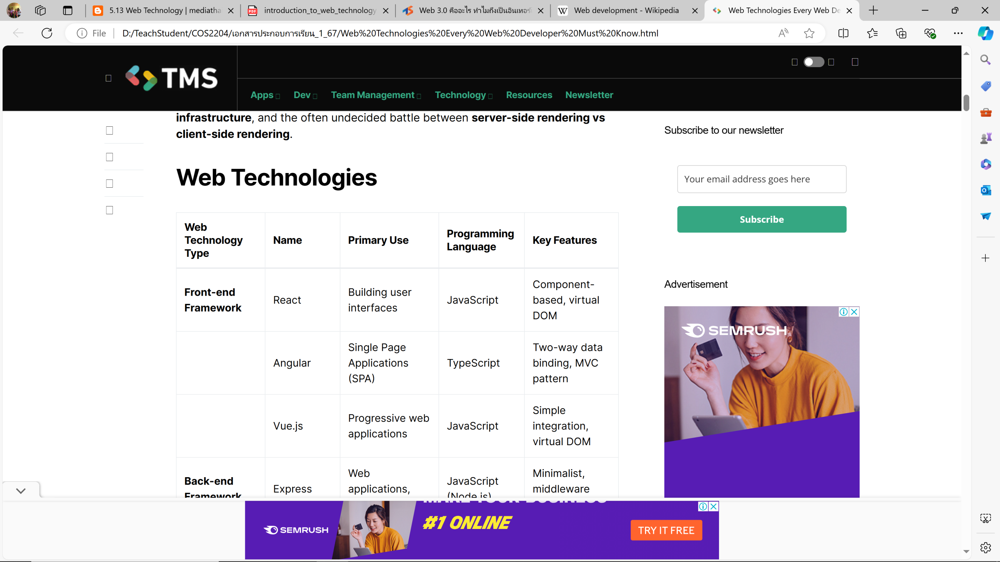 5.13 Web Technology | mediatha
introduction_to_web_technology
Web 3.0 คืออะไร ทำไมถึงเป็นอินเทอร์
Web development - Wikipedia
Web Technologies Every Web De
File
D:/TeachStudent/COS2204/เอกสารประกอบการเรียน_1_67/Web%20Technologies%20Every%20Web%20Developer%20Must%20Know.html
TMS
Apps
Dev
Team Management
Technology
Resources
Newsletter
infrastructure, and the often undecided battle between server-side rendering vs
client-side rendering.
Web Technologies
Web
Technology
Type
Name
Primary Use
Programming
Language
Key Features
Front-end
Framework
React
Building user
interfaces
JavaScript
Component-
based, virtual
DOM
Angular
Single Page
Applications
(SPA)
TypeScript
Two-way data
binding, MVC
pattern
Vue.js
Progressive web
applications
JavaScript
Simple
integration,
virtual DOM
Back-end
Framework
Express
Web
applications,
JavaScript
(Node.js)
Minimalist,
middleware
Subscribe to our newsletter
Your email address goes here
Subscribe
Advertisement
SEMRUSH
SEMRUSH
MAKE YOUR BUSINESS
#1 ONLINE
TRY IT FREE